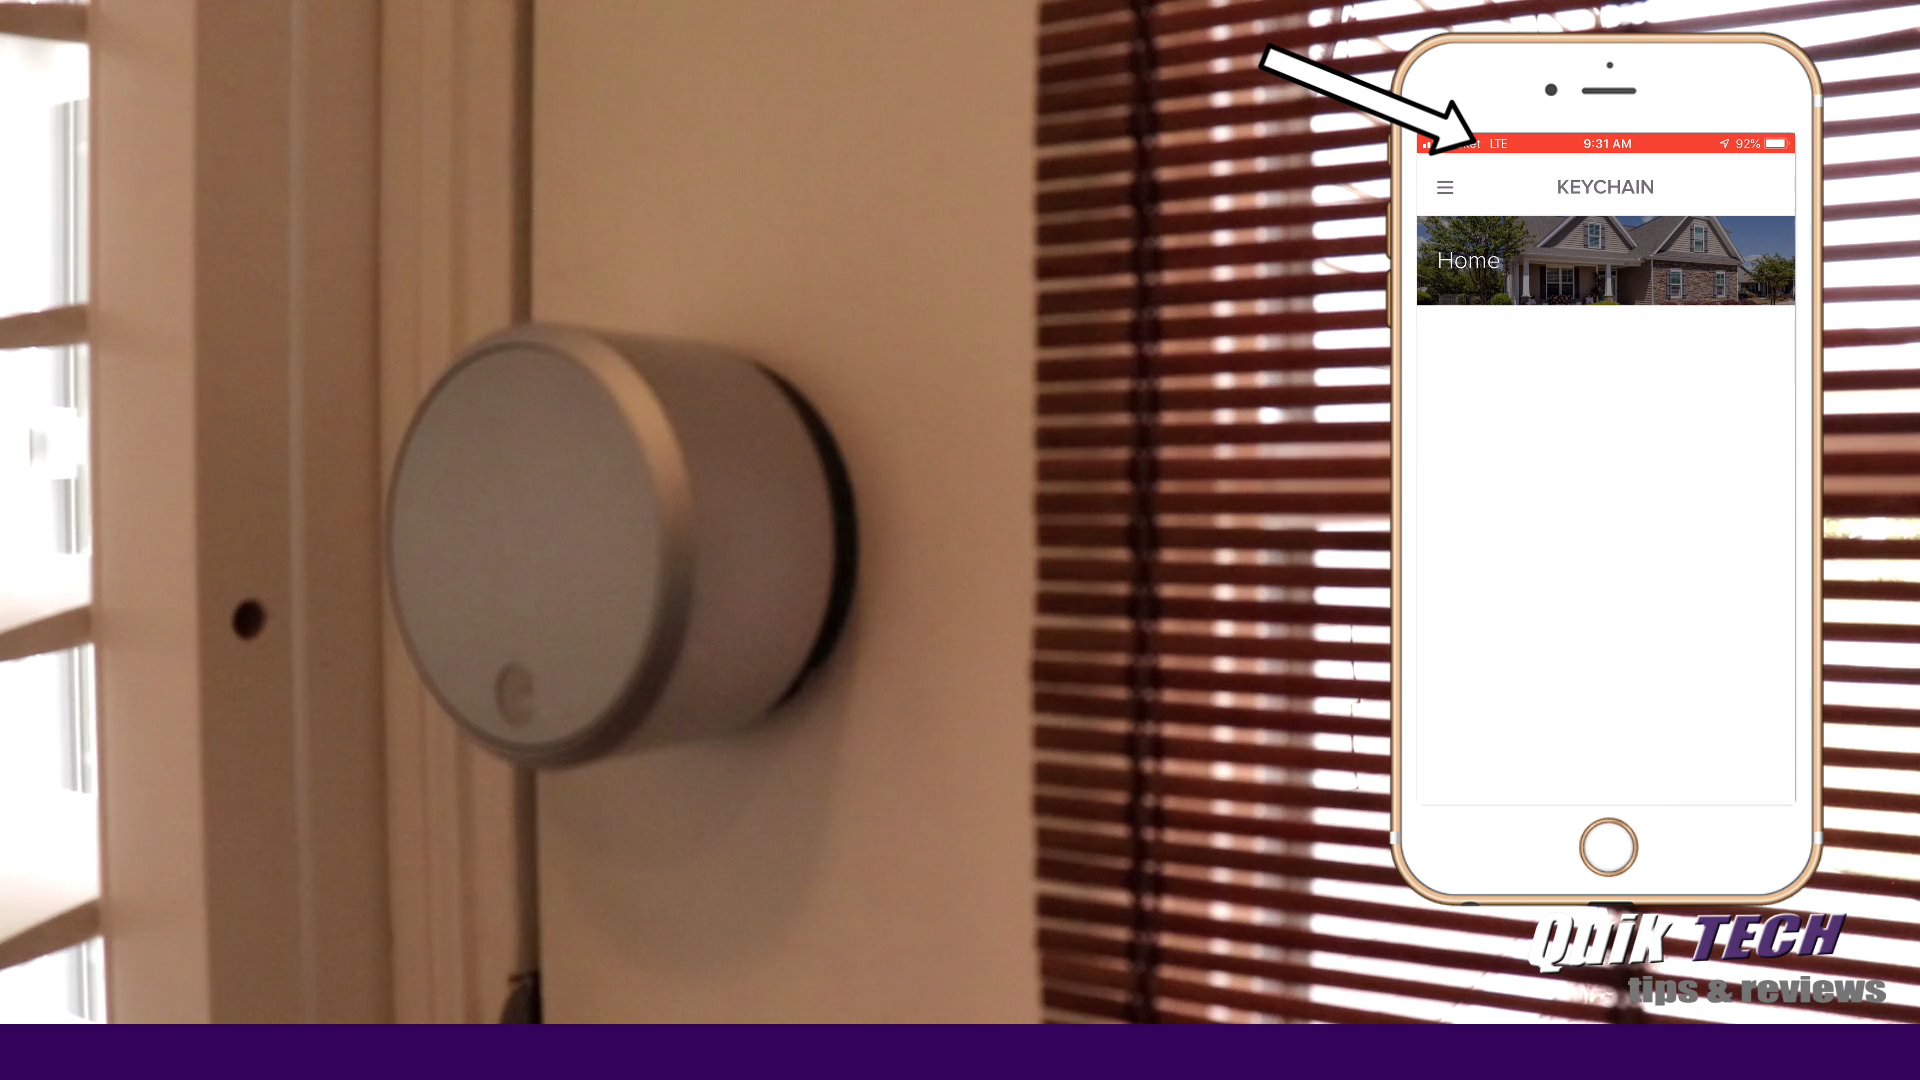 LTE 9:31 AM 92%
KEYCHAIN
Home
QuiK TECH
tips & reviews